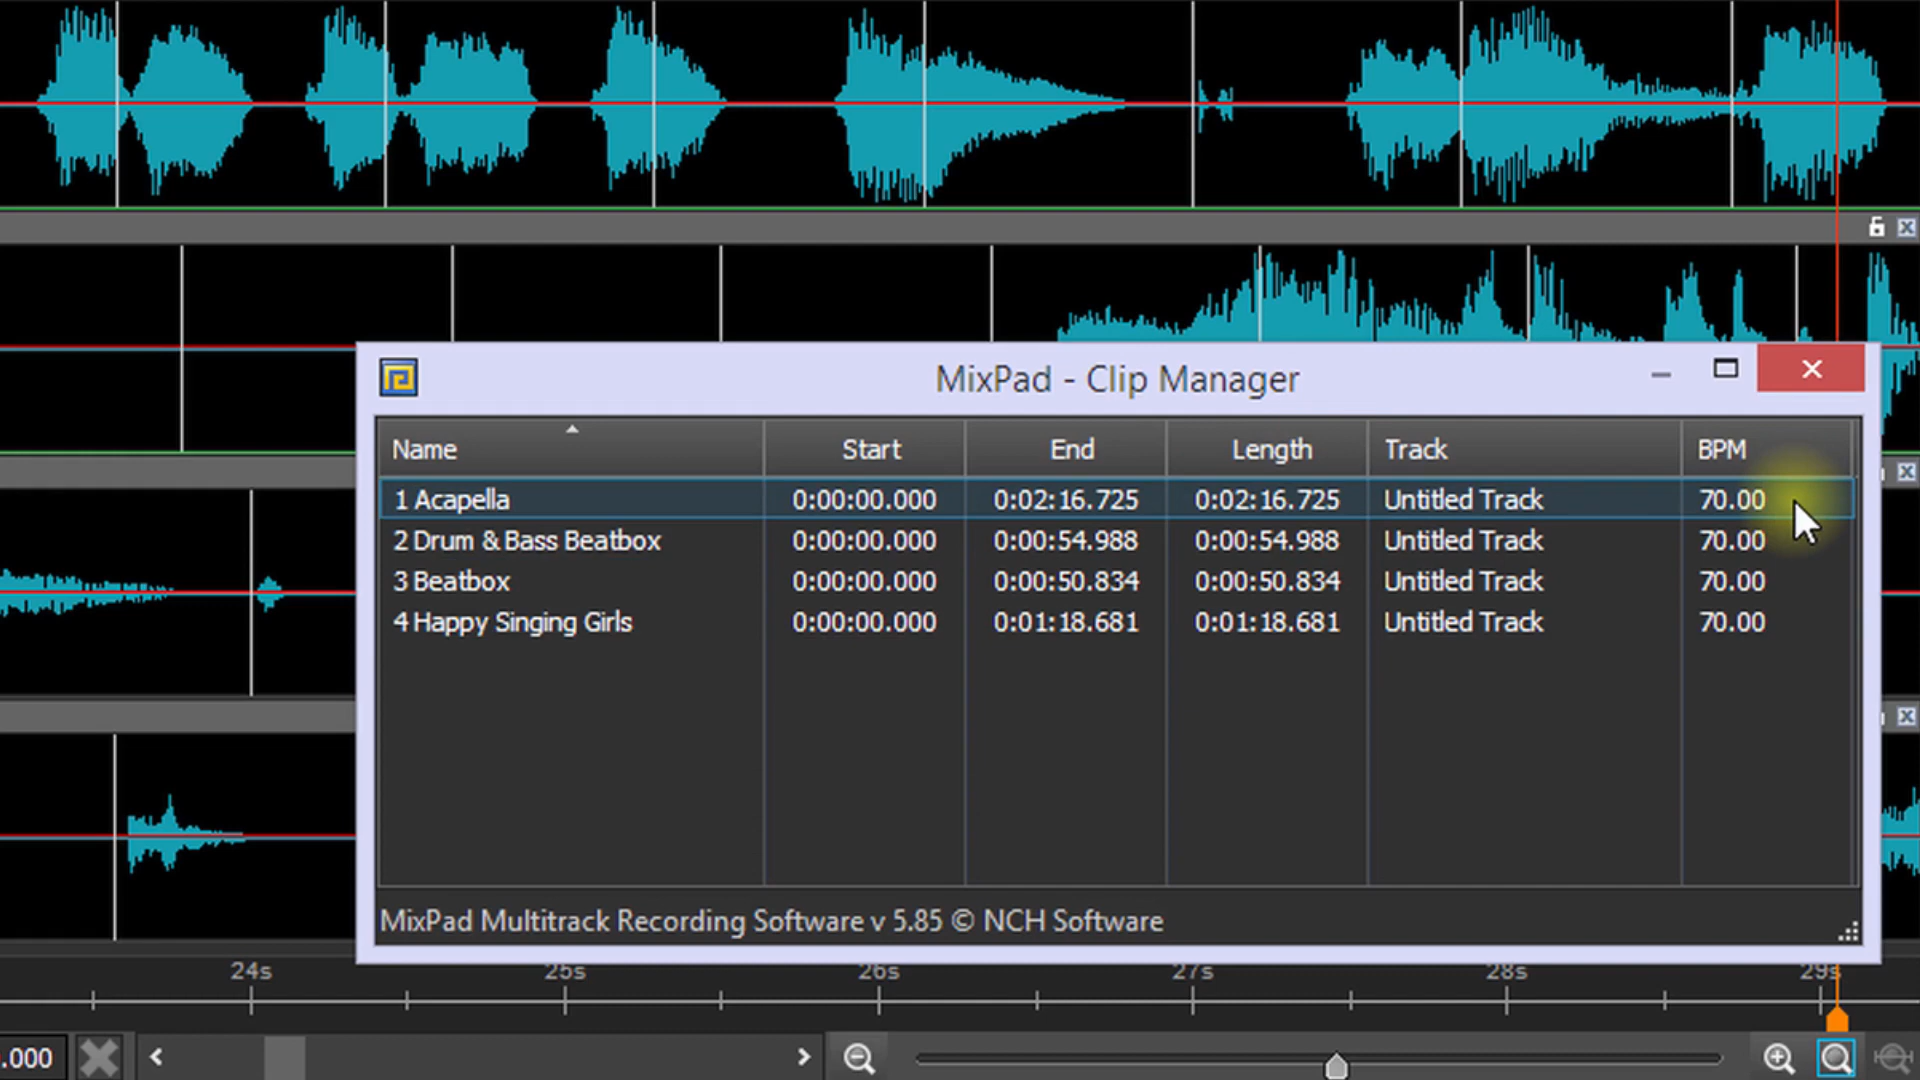 MixPad - Clip Manager
Name Start End Length Track BPM
1 Acapella 0:00:00.000 0:02:16.725 0:02:16.725 Untitled Track 70.00
2 Drum & Bass Beatbox 0:00:00.000 0:00:54.988 0:00:54.988 Untitled Track 70.00
3 Beatbox 0:00:00.000 0:00:50.834 0:00:50.834 Untitled Track 70.00
4 Happy Singing Girls 0:00:00.000 0:01:18.681 0:01:18.681 Untitled Track 70.00
MixPad Multitrack Recording Software v 5.85 © NCH Software
24s 25s 26s 27s 28s 29s
.000